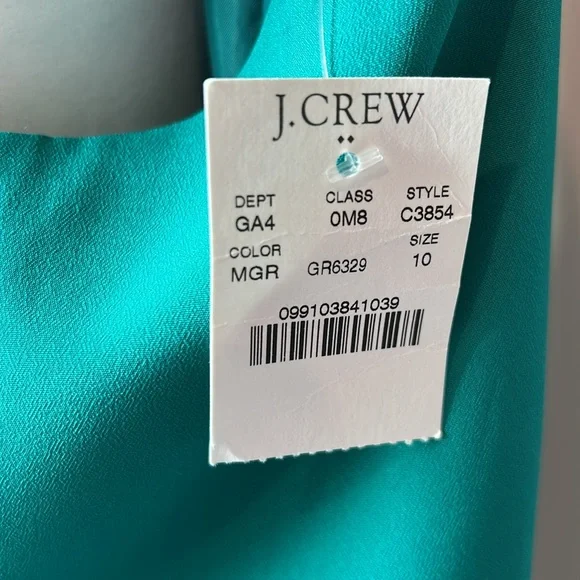 J.CREW
DEPT CLASS STYLE
GA4 0M8 C3854
COLOR SIZE
MGR GR6329 10
099103841039